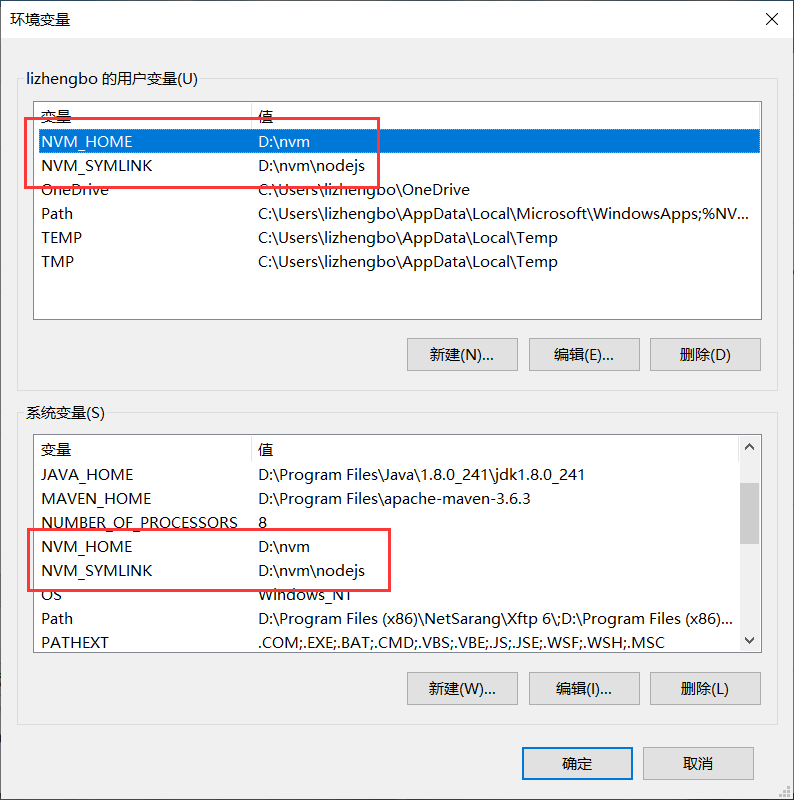 环境变量
lizhengbo 的用户变量(U)
变量 值
NVM_HOME D:\nvm
NVM_SYMLINK D:\nvm\nodejs
OneDrive C:\Users\lizhengbo\OneDrive
Path C:\Users\lizhengbo\AppData\Local\Microsoft\WindowsApps;%NV...
TEMP C:\Users\lizhengbo\AppData\Local\Temp
TMP C:\Users\lizhengbo\AppData\Local\Temp
新建(N)... 编辑(E)... 删除(D)
系统变量(S)
变量 值
JAVA_HOME D:\Program Files\Java\1.8.0_241\jdk1.8.0_241
MAVEN_HOME D:\Program Files\apache-maven-3.6.3
NUMBER_OF_PROCESSORS 8
NVM_HOME D:\nvm
NVM_SYMLINK D:\nvm\nodejs
OS Windows_NT
Path D:\Program Files (x86)\NetSarang\Xftp 6\;D:\Program Files (x86)...
PATHEXT .COM;.EXE;.BAT;.CMD;.VBS;.VBE;.JS;.JSE;.WSF;.WSH;.MSC
新建(W)... 编辑(I)... 删除(L)
确定 取消